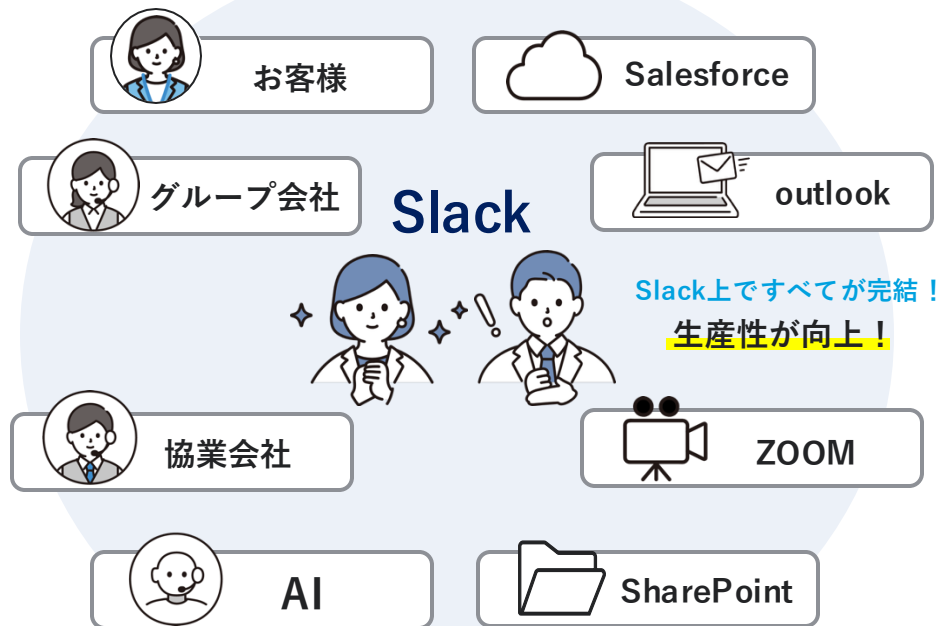 お客様
Salesforce
グループ会社
Slack
outlook
Slack上ですべてが完結！
生産性が向上！
協業会社
ZOOM
AI
SharePoint